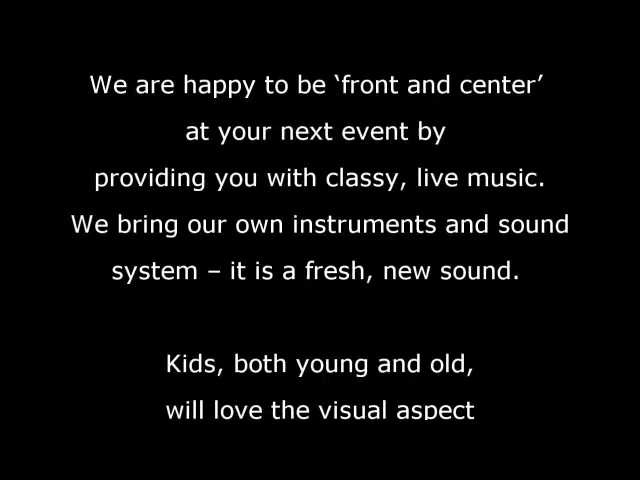 We are happy to be ‘front and center’
at your next event by
providing you with classy, live music.
We bring our own instruments and sound
system – it is a fresh, new sound.
Kids, both young and old,
will love the visual aspect